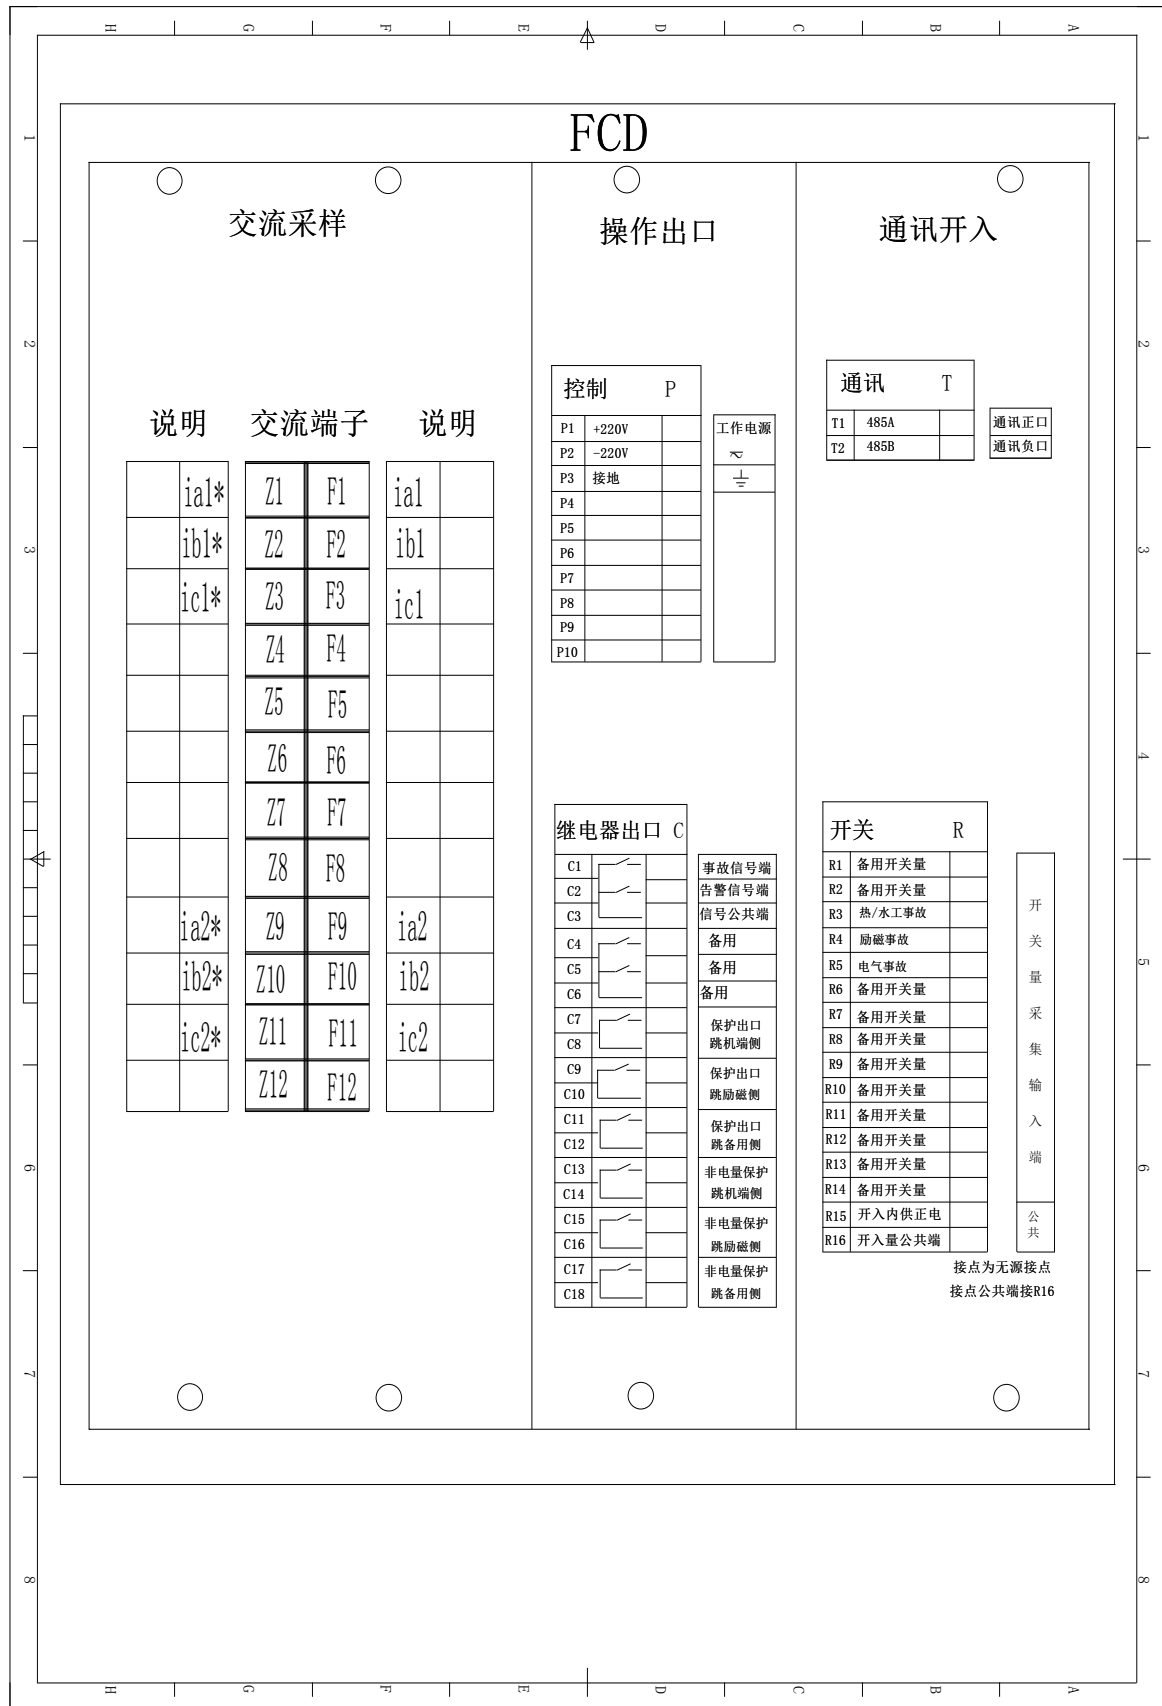 H G F E D C B A
FCD
1 1
交流采样 操作出口 通讯开入
2 2
说明 交流端子 说明
ia1* Z1 F1 ia1
ib1* Z2 F2 ib1
ic1* Z3 F3 ic1
Z4 F4
Z5 F5
Z6 F6
Z7 F7
Z8 F8
ia2* Z9 F9 ia2
ib2* Z10 F10 ib2
ic2* Z11 F11 ic2
Z12 F12
控制 P
P1 +220V 工作电源
P2 -220V
P3 接地
P4
P5
P6
P7
P8
P9
P10
继电器出口 C
C1 事故信号端
C2 告警信号端
C3 信号公共端
C4 备用
C5 备用
C6 备用
C7 保护出口
C8 跳机端侧
C9 保护出口
C10 跳励磁侧
C11 保护出口
C12 跳备用侧
C13 非电量保护
C14 跳机端侧
C15 非电量保护
C16 跳励磁侧
C17 非电量保护
C18 跳备用侧
通讯 T
T1 485A 通讯正口
T2 485B 通讯负口
开关 R
R1 备用开关量
R2 备用开关量
R3 热/水工事故
R4 励磁事故
R5 电气事故
R6 备用开关量
R7 备用开关量
R8 备用开关量
R9 备用开关量
R10 备用开关量
R11 备用开关量
R12 备用开关量
R13 备用开关量
R14 备用开关量
R15 开入内供正电
R16 开入量公共端
开关量采集输入端
公共
接点为无源接点
接点公共端接R16
3 3
4
5
6 6
7 7
8 8
H G F E D C B A
4
5